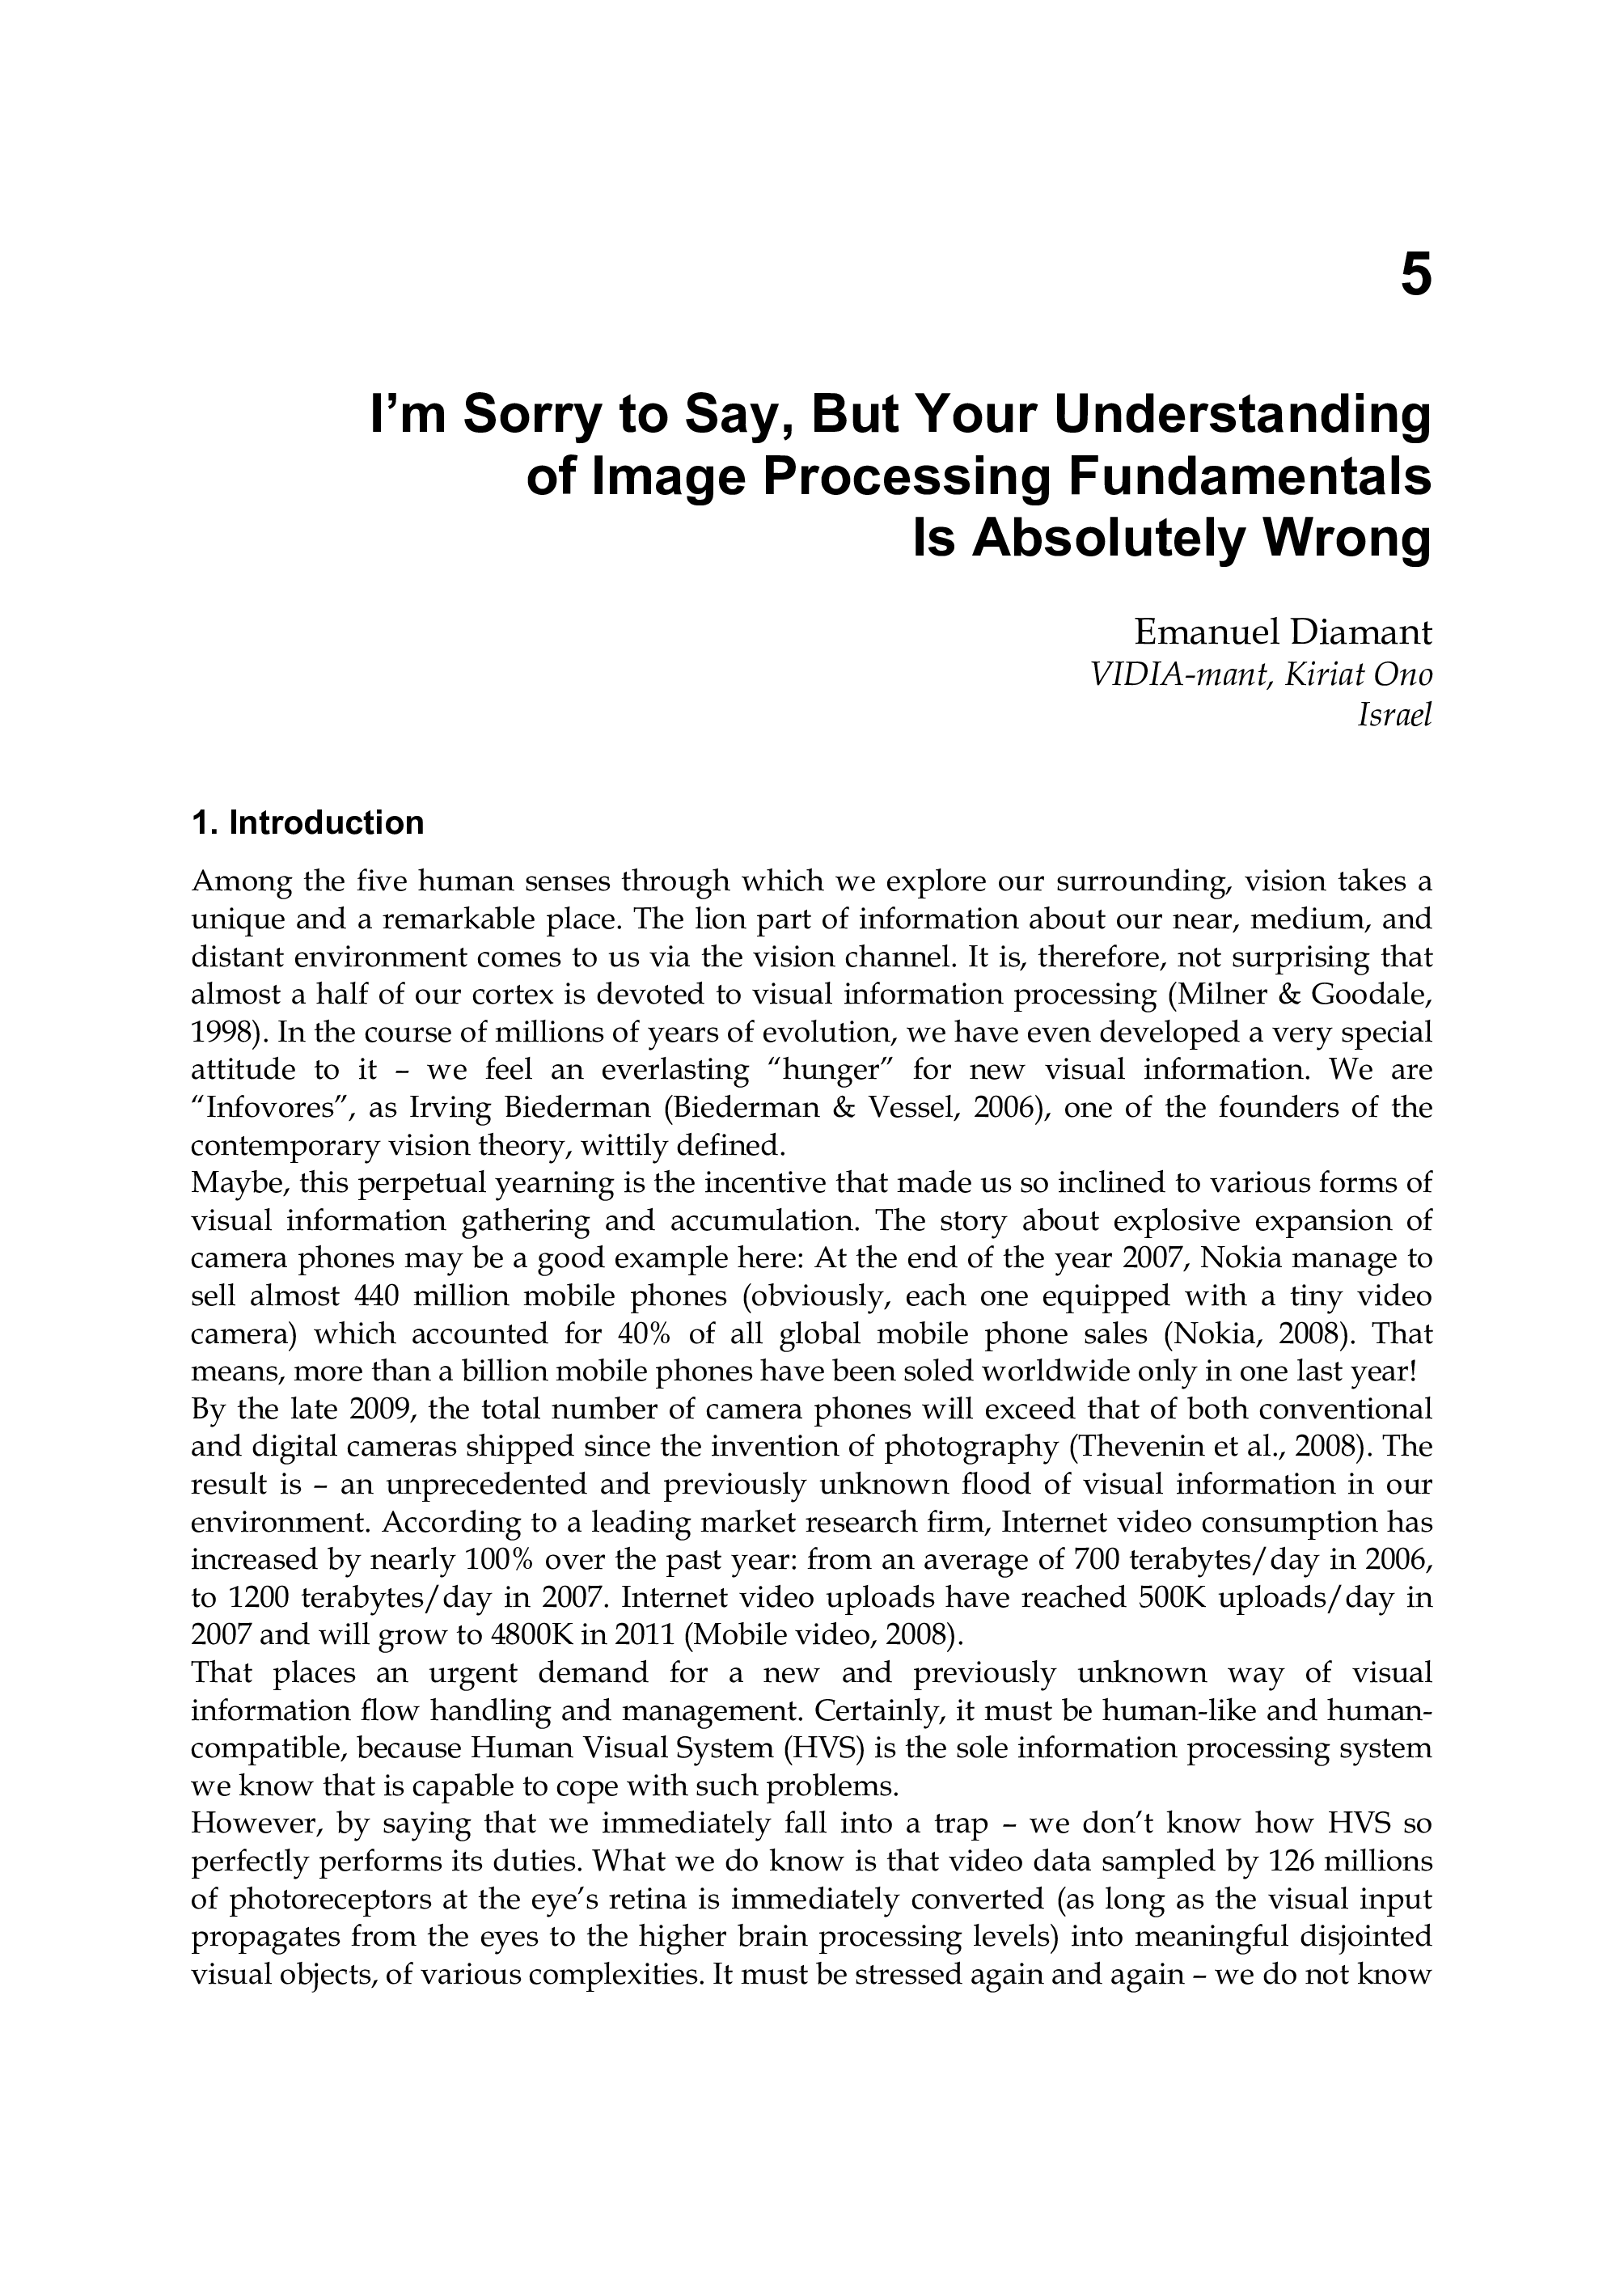 5
I'm Sorry to Say, But Your Understanding
of Image Processing Fundamentals
Is Absolutely Wrong
Emanuel Diamant
VIDIA-mant, Kiriat Ono
Israel
1. Introduction
Among the five human senses through which we explore our surrounding, vision takes a
unique and a remarkable place. The lion part of information about our near, medium, and
distant environment comes to us via the vision channel. It is, therefore, not surprising that
almost a half of our cortex is devoted to visual information processing (Milner & Goodale,
1998). In the course of millions of years of evolution, we have even developed a very special
attitude to it – we feel an everlasting “hunger” for new visual information. We are
“Infovores”, as Irving Biederman (Biederman & Vessel, 2006), one of the founders of the
contemporary vision theory, wittily defined.
Maybe, this perpetual yearning is the incentive that made us so inclined to various forms of
visual information gathering and accumulation. The story about explosive expansion of
camera phones may be a good example here: At the end of the year 2007, Nokia manage to
sell almost 440 million mobile phones (obviously, each one equipped with a tiny video
camera) which accounted for 40% of all global mobile phone sales (Nokia, 2008). That
means, more than a billion mobile phones have been soled worldwide only in one last year!
By the late 2009, the total number of camera phones will exceed that of both conventional
and digital cameras shipped since the invention of photography (Thevenin et al., 2008). The
result is – an unprecedented and previously unknown flood of visual information in our
environment. According to a leading market research firm, Internet video consumption has
increased by nearly 100% over the past year: from an average of 700 terabytes/day in 2006,
to 1200 terabytes/day in 2007. Internet video uploads have reached 500K uploads/day in
2007 and will grow to 4800K in 2011 (Mobile video, 2008).
That places an urgent demand for a new and previously unknown way of visual
information flow handling and management. Certainly, it must be human-like and human-
compatible, because Human Visual System (HVS) is the sole information processing system
we know that is capable to cope with such problems.
However, by saying that we immediately fall into a trap – we don't know how HVS so
perfectly performs its duties. What we do know is that video data sampled by 126 millions
of photoreceptors at the eye's retina is immediately converted (as long as the visual input
propagates from the eyes to the higher brain processing levels) into meaningful disjointed
visual objects, of various complexities. It must be stressed again and again – we do not know